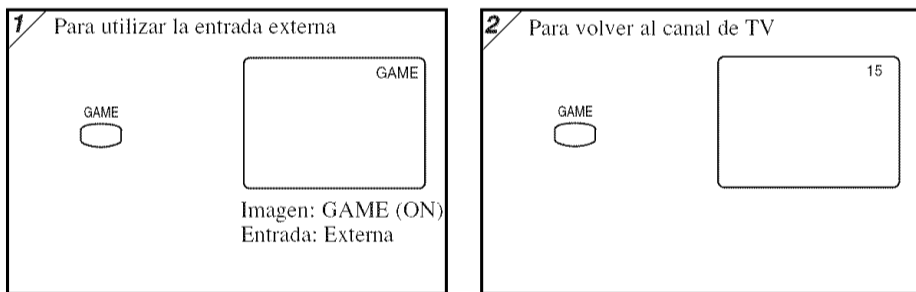 1 Para utilizar la entrada externa
GAME
GAME
Imagen: GAME (ON)
Entrada: Externa
2 Para volver al canal de TV
15
GAME